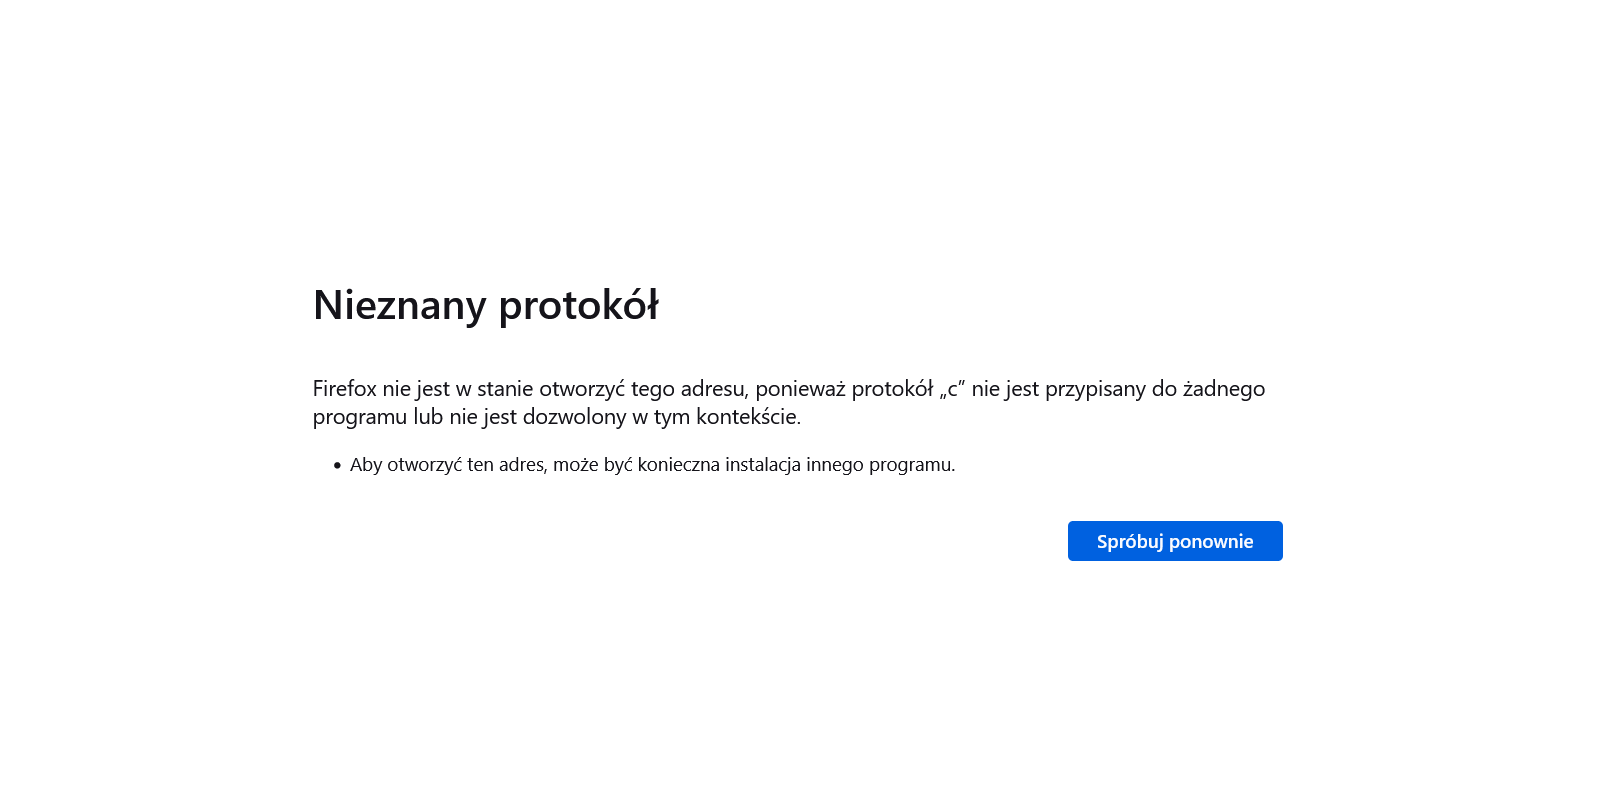 Nieznany protokół
Firefox nie jest w stanie otworzyć tego adresu, ponieważ protokół „c” nie jest przypisany do żadnego
programu lub nie jest dozwolony w tym kontekście.
• Aby otworzyć ten adres, może być konieczna instalacja innego programu.
Spróbuj ponownie